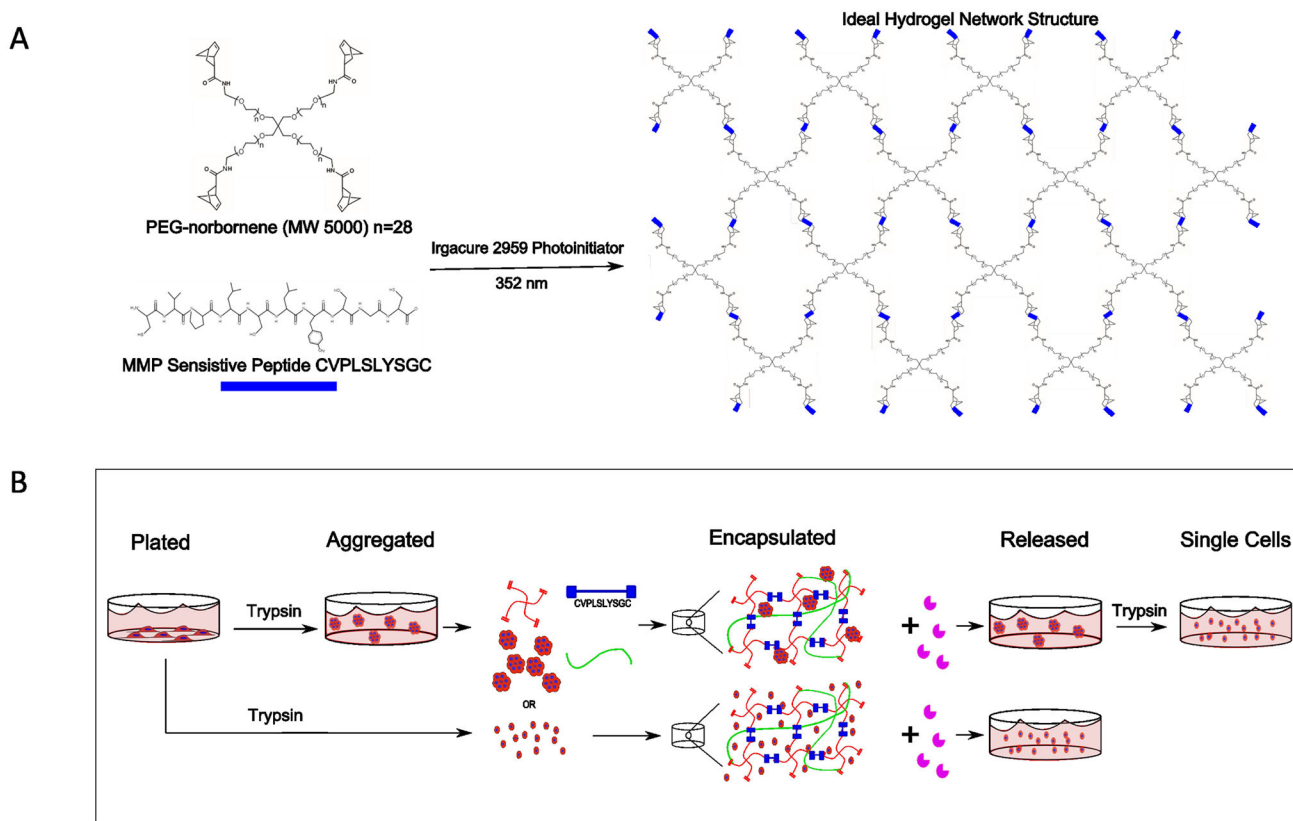 A
Ideal Hydrogel Network Structure
PEG-norbornene (MW 5000) n=28
Irgacure 2959 Photoinitiator
352 nm
MMP Sensistive Peptide CVPLSLYSGC
B
Plated
Aggregated
Encapsulated
Released
Single Cells
Trypsin
CVPLSLYSGC
Trypsin
+
OR
Trypsin
+